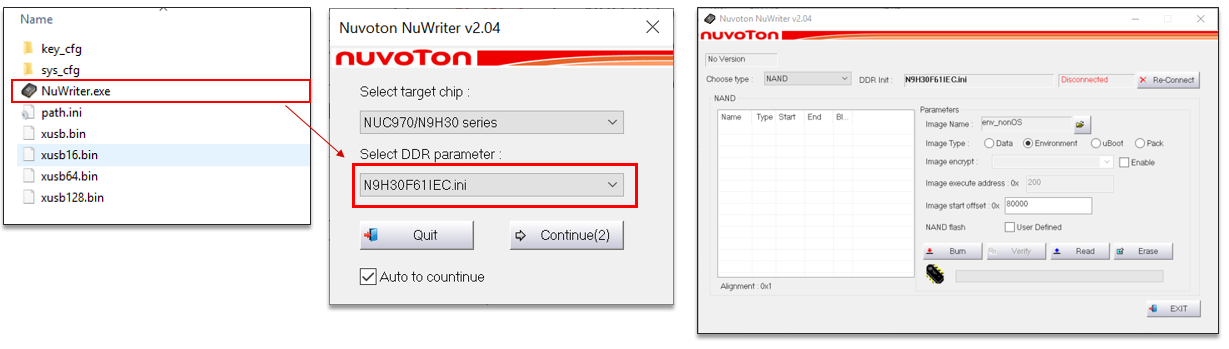 Name
key_cfg
sys_cfg
NuWriter.exe
path.ini
xusb.bin
xusb16.bin
xusb64.bin
xusb128.bin
Nuvoton NuWriter v2.04
nuvoTon
Select target chip :
NUC970/N9H30 series
Select DDR parameter :
N9H30F61IEC.ini
Quit
Continue(2)
Auto to countinue
Nuvoton NuWriter v2.04
nuvoTon
No Version
Choose type : NAND DDR Init : N9H30F61IEC.ini Disconnected Re-Connect
NAND
Name Type Start End Bl...
Alignment : 0x1
Parameters
Image Name : env_nonOS
Image Type : Data Environment uBoot Pack
Image encrypt : Enable
Image execute address : 0x 200
Image start offset : 0x 80000
NAND flash User Defined
Burn Verify Read Erase
EXIT